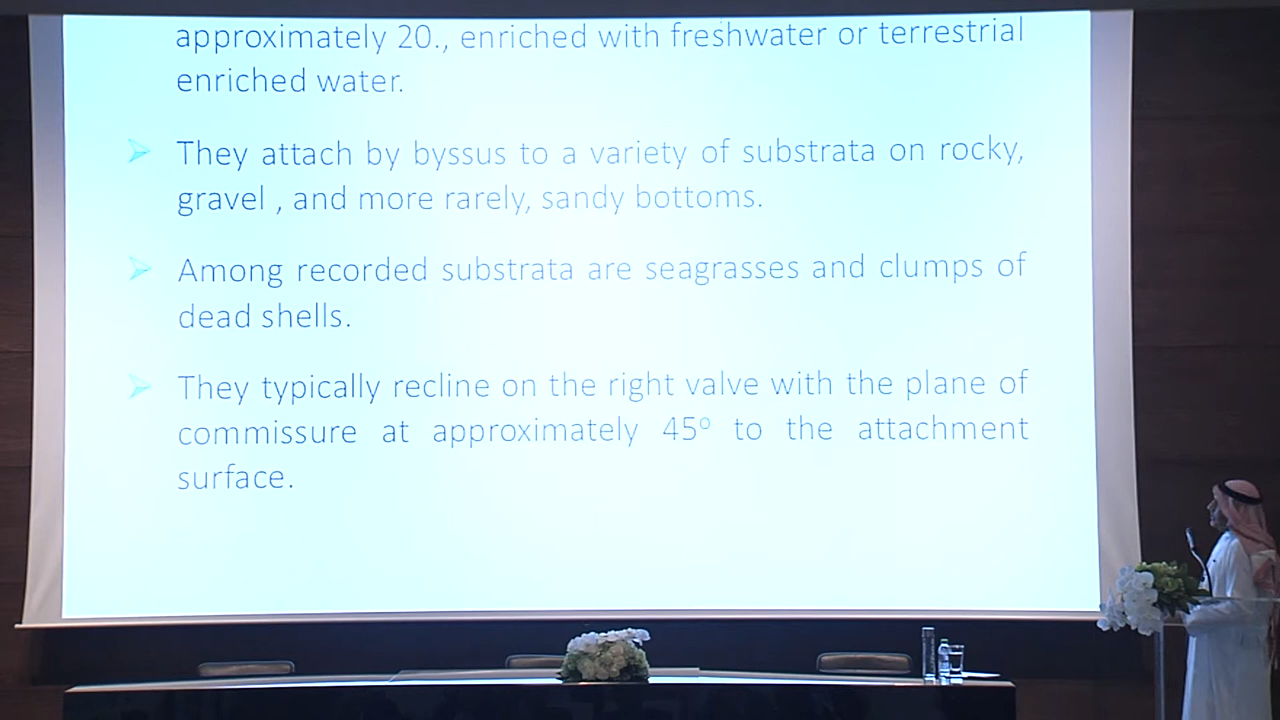 approximately 20., enriched with freshwater or terrestrial
enriched water.
They attach by byssus to a variety of substrata on rocky,
gravel , and more rarely, sandy bottoms.
Among recorded substrata are seagrasses and clumps of
dead shells.
They typically recline on the right valve with the plane of
commissure at approximately 45º to the attachment
surface.